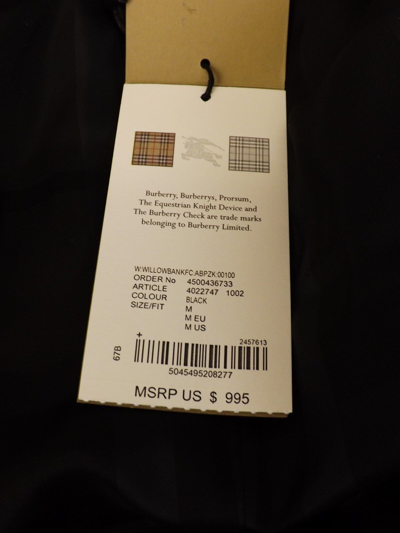 Burberry, Burberrys, Prorsum,
The Equestrian Knight Device and
The Burberry Check are trade marks
belonging to Burberry Limited.
W:WILLOWBANKFC:ABPZK:00100
ORDER No 4500436733
ARTICLE 4022747 1002
COLOUR BLACK
SIZE/FIT M
M EU
M US
+
2457613
67B
5045495208277
MSRP US $ 995